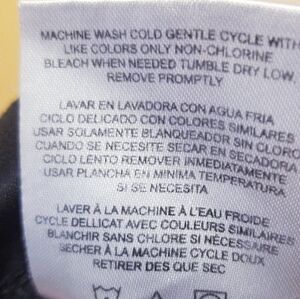 MACHINE WASH COLD GENTLE CYCLE WITH
LIKE COLORS ONLY NON-CHLORINE
BLEACH WHEN NEEDED TUMBLE DRY LOW
REMOVE PROMPTLY
LAVAR EN LAVADORA CON AGUA FRIA
CICLO DELICADO CON COLORES SIMILARES
USAR SOLAMENTE BLANQUEADOR SIN CLORO
CUANDO SE NECESITE SECAR EN SECADORA
CICLO LENTO REMOVER INMEDIATAMENTE
USAR PLANCHA EN MINIMA TEMPERATURA
SI SE NECESITA
LAVER À LA MACHINE À L'EAU FROIDE
CYCLE DELLICAT AVEC COULEURS SIMILAIRES
BLANCHIR SANS CHLORE SI NÉCESSAIRE
SÉCHER À LA MACHINE CYCLE DOUX
RETIRER DES QUE SEC